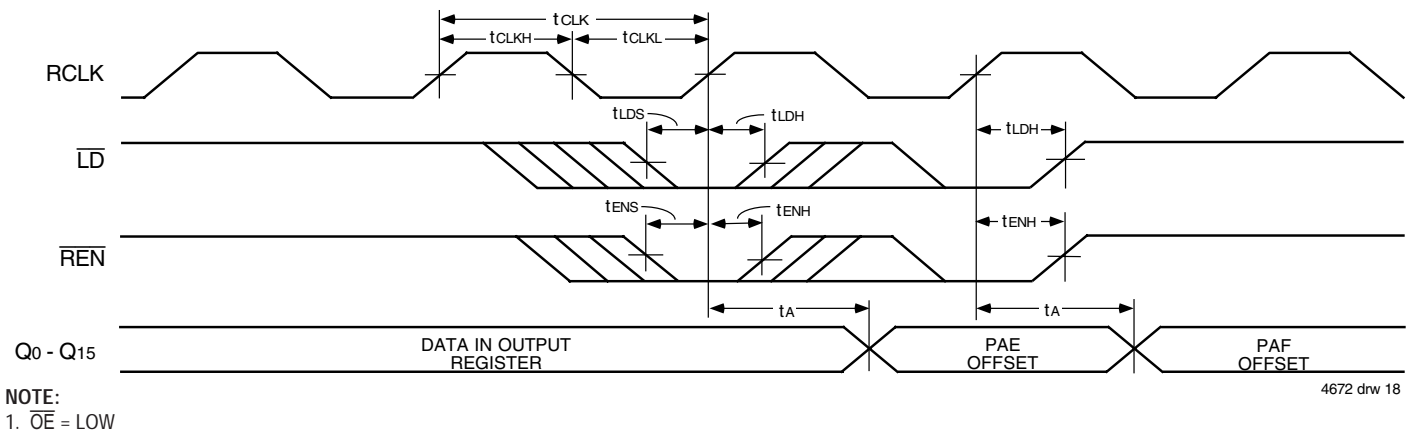 tCLK
tCLKH tCLKL
RCLK
tLDS tLDH tLDH
LD
tENS tENH tENH
REN
tA tA
Q0 - Q15 DATA IN OUTPUT REGISTER PAE OFFSET PAF OFFSET
4672 drw 18
NOTE:
1. OE = LOW